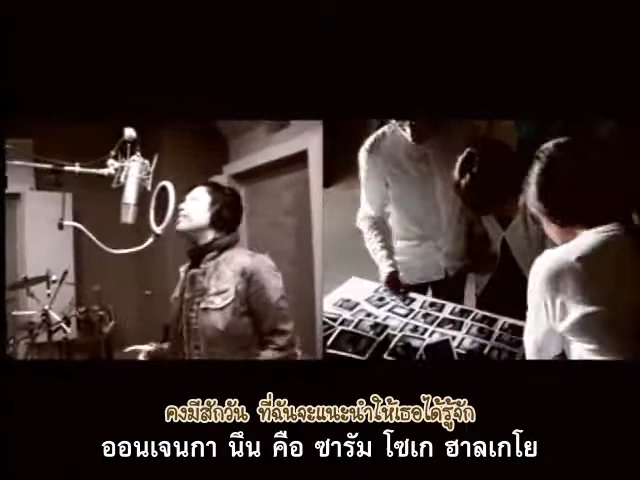 คงมีสักวัน ที่ฉันจะแนะนำให้เธอได้รู้จัก
ออนเจนกา นึน คือ ซารัม โซเก ฮาลเกโย